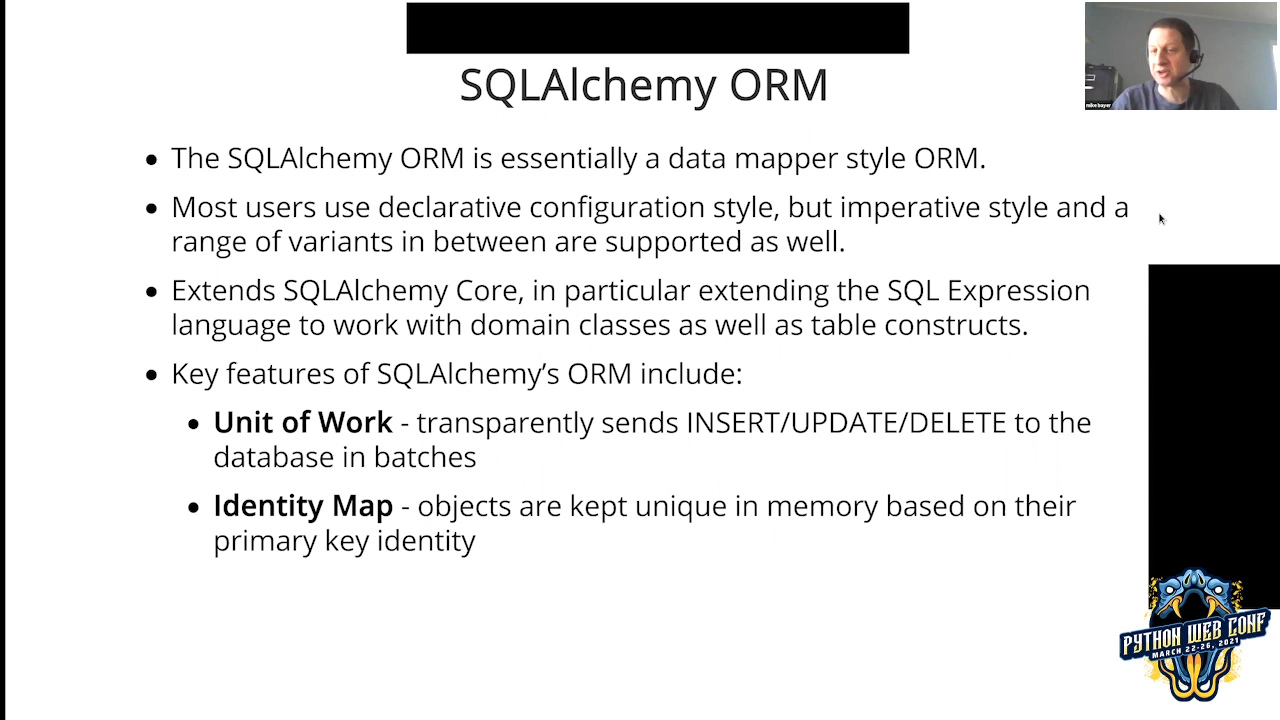 SQLAlchemy ORM
mike bayer
• The SQLAlchemy ORM is essentially a data mapper style ORM.
• Most users use declarative configuration style, but imperative style and a
range of variants in between are supported as well.
• Extends SQLAlchemy Core, in particular extending the SQL Expression
language to work with domain classes as well as table constructs.
• Key features of SQLAlchemy’s ORM include:
• Unit of Work - transparently sends INSERT/UPDATE/DELETE to the
database in batches
• Identity Map - objects are kept unique in memory based on their
primary key identity
PYTHON WEB CONF
MARCH 22-26, 2021